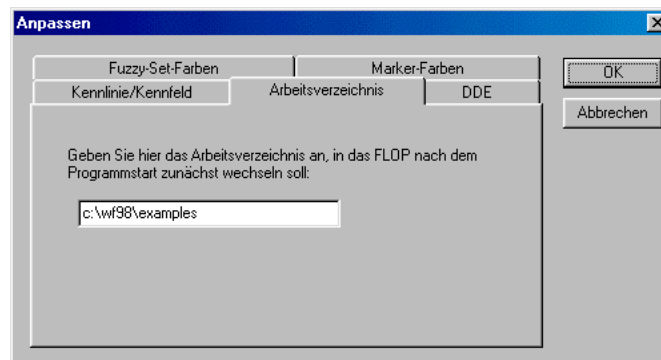 Anpassen
Fuzzy-Set-Farben Marker-Farben
OK
Kennlinie/Kennfeld Arbeitsverzeichnis DDE
Abbrechen
Geben Sie hier das Arbeitsverzeichnis an, in das FLOP nach dem
Programmstart zunächst wechseln soll:
c:\wf98\examples